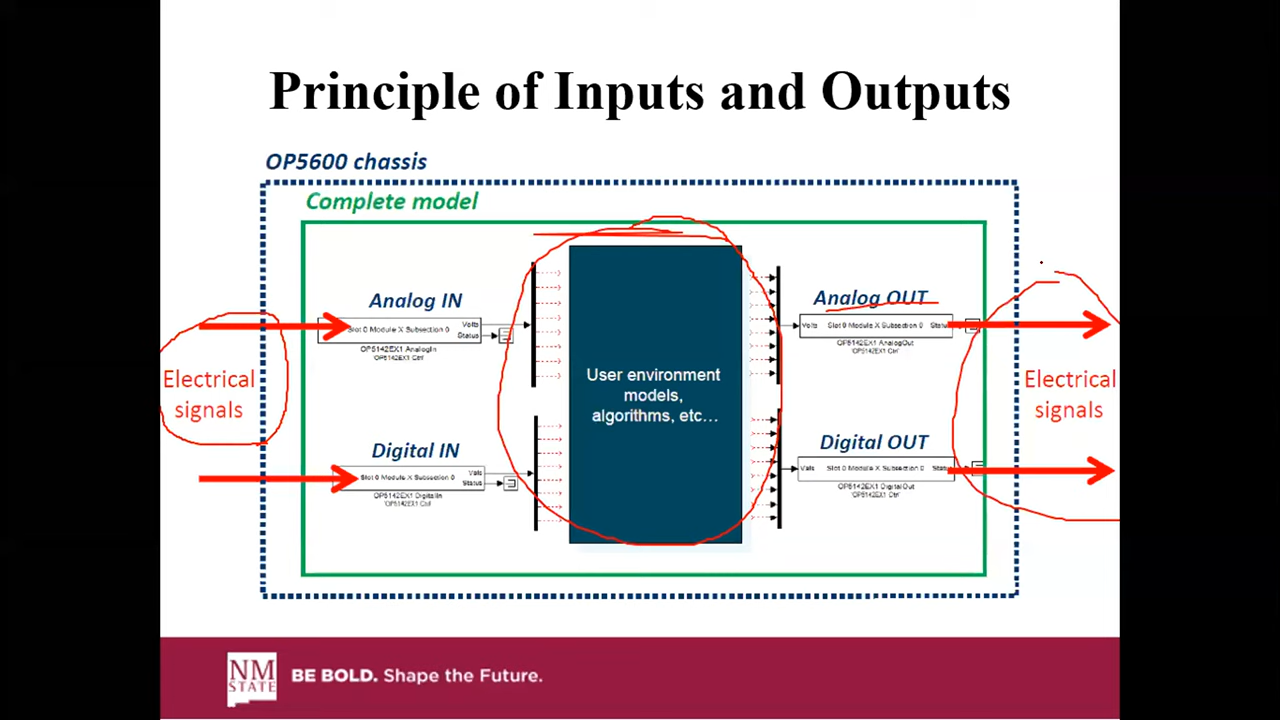 Principle of Inputs and Outputs
OP5600 chassis
Complete model
Analog IN
Slot 0 Module X Subsection 0
Volts
Status
OP5142EX1 AnalogIn
'OP5142EX1 Ctrl'
Electrical
signals
Digital IN
Slot 0 Module X Subsection 0
Vals
Status
OP5142EX1 DigitalIn
'OP5142EX1 Ctrl'
User environment
models,
algorithms, etc…
Analog OUT
Volts
Slot 0 Module X Subsection 0
Status
OP5142EX1 AnalogOut
'OP5142EX1 Ctrl'
Electrical
signals
Digital OUT
Vals
Slot 0 Module X Subsection 0
Status
OP5142EX1 DigitalOut
'OP5142EX1 Ctrl'
NM
STATE
BE BOLD. Shape the Future.